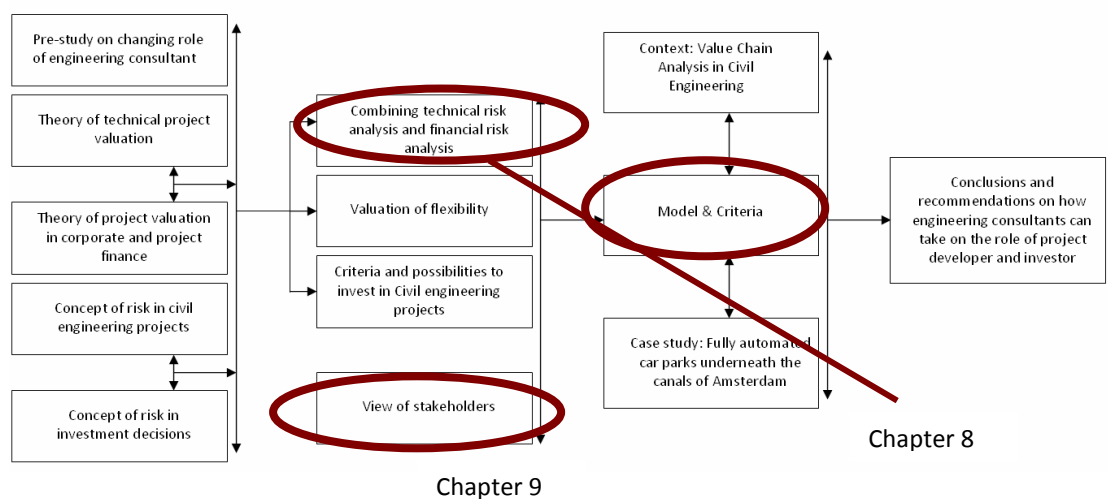 Pre-study on changing role
of engineering consultant
Theory of technical project
valuation
Theory of project valuation
in corporate and project
finance
Concept of risk in civil
engineering projects
Concept of risk in
investment decisions
Combining technical risk
analysis and financial risk
analysis
Valuation of flexibility
Criteria and possibilities to
invest in Civil engineering
projects
View of stakeholders
Chapter 9
Context: Value Chain
Analysis in Civil
Engineering
Model & Criteria
Case study: Fully automated
car parks underneath the
canals of Amsterdam
Chapter 8
Conclusions and
recommendations on how
engineering consultants can
take on the role of project
developer and investor